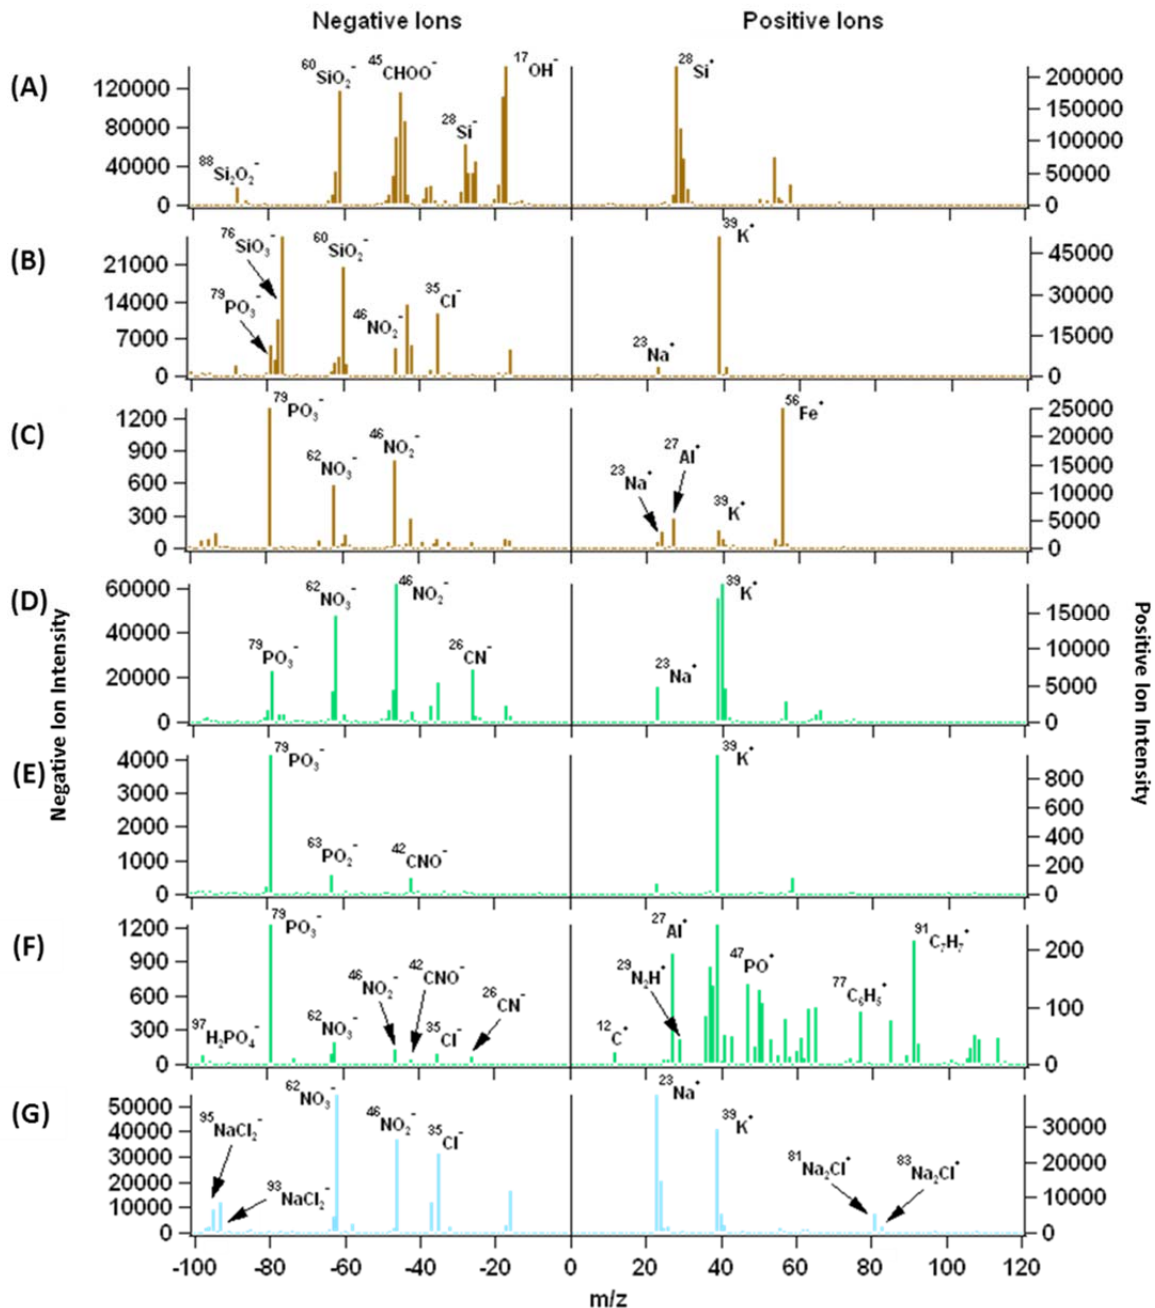 Negative Ions Positive Ions
(A)
120000
80000
40000
0
⁸⁸Si₂O₂⁻
⁶⁰SiO₂⁻
⁴⁵CHOO⁻
²⁸Si⁻
¹⁷OH⁻
²⁸Si⁺
200000
150000
100000
50000
0
(B)
21000
14000
7000
0
⁷⁶SiO₃⁻
⁷⁹PO₃⁻
⁶⁰SiO₂⁻
⁴⁶NO₂⁻
³⁵Cl⁻
²³Na⁺
³⁹K⁺
45000
30000
15000
0
(C)
1200
900
600
300
0
⁷⁹PO₃⁻
⁶²NO₃⁻
⁴⁶NO₂⁻
²³Na⁺
²⁷Al⁺
³⁹K⁺
⁵⁶Fe⁺
25000
20000
15000
10000
5000
0
(D)
60000
40000
20000
0
⁷⁹PO₃⁻
⁶²NO₃⁻
⁴⁶NO₂⁻
²⁶CN⁻
²³Na⁺
³⁹K⁺
15000
10000
5000
0
Negative Ion Intensity
Positive Ion Intensity
(E)
4000
3000
2000
1000
0
⁷⁹PO₃⁻
⁶³PO₂⁻
⁴²CNO⁻
³⁹K⁺
800
600
400
200
0
(F)
1200
900
600
300
0
⁹⁷H₂PO₄⁻
⁷⁹PO₃⁻
⁶²NO₃⁻
⁴⁶NO₂⁻
⁴²CNO⁻
³⁵Cl⁻
²⁶CN⁻
¹²C⁺
²⁹N₂H⁺
²⁷Al⁺
⁴⁷PO⁺
⁷⁷C₆H₅⁺
⁹¹C₇H₇⁺
200
100
0
(G)
50000
40000
30000
20000
10000
0
⁹⁵NaCl₂⁻
⁹³NaCl₂⁻
⁶²NO₃⁻
⁴⁶NO₂⁻
³⁵Cl⁻
²³Na⁺
³⁹K⁺
⁸¹Na₂Cl⁺
⁸³Na₂Cl⁺
30000
20000
10000
0
-100 -80 -60 -40 -20 0 20 40 60 80 100 120
m/z